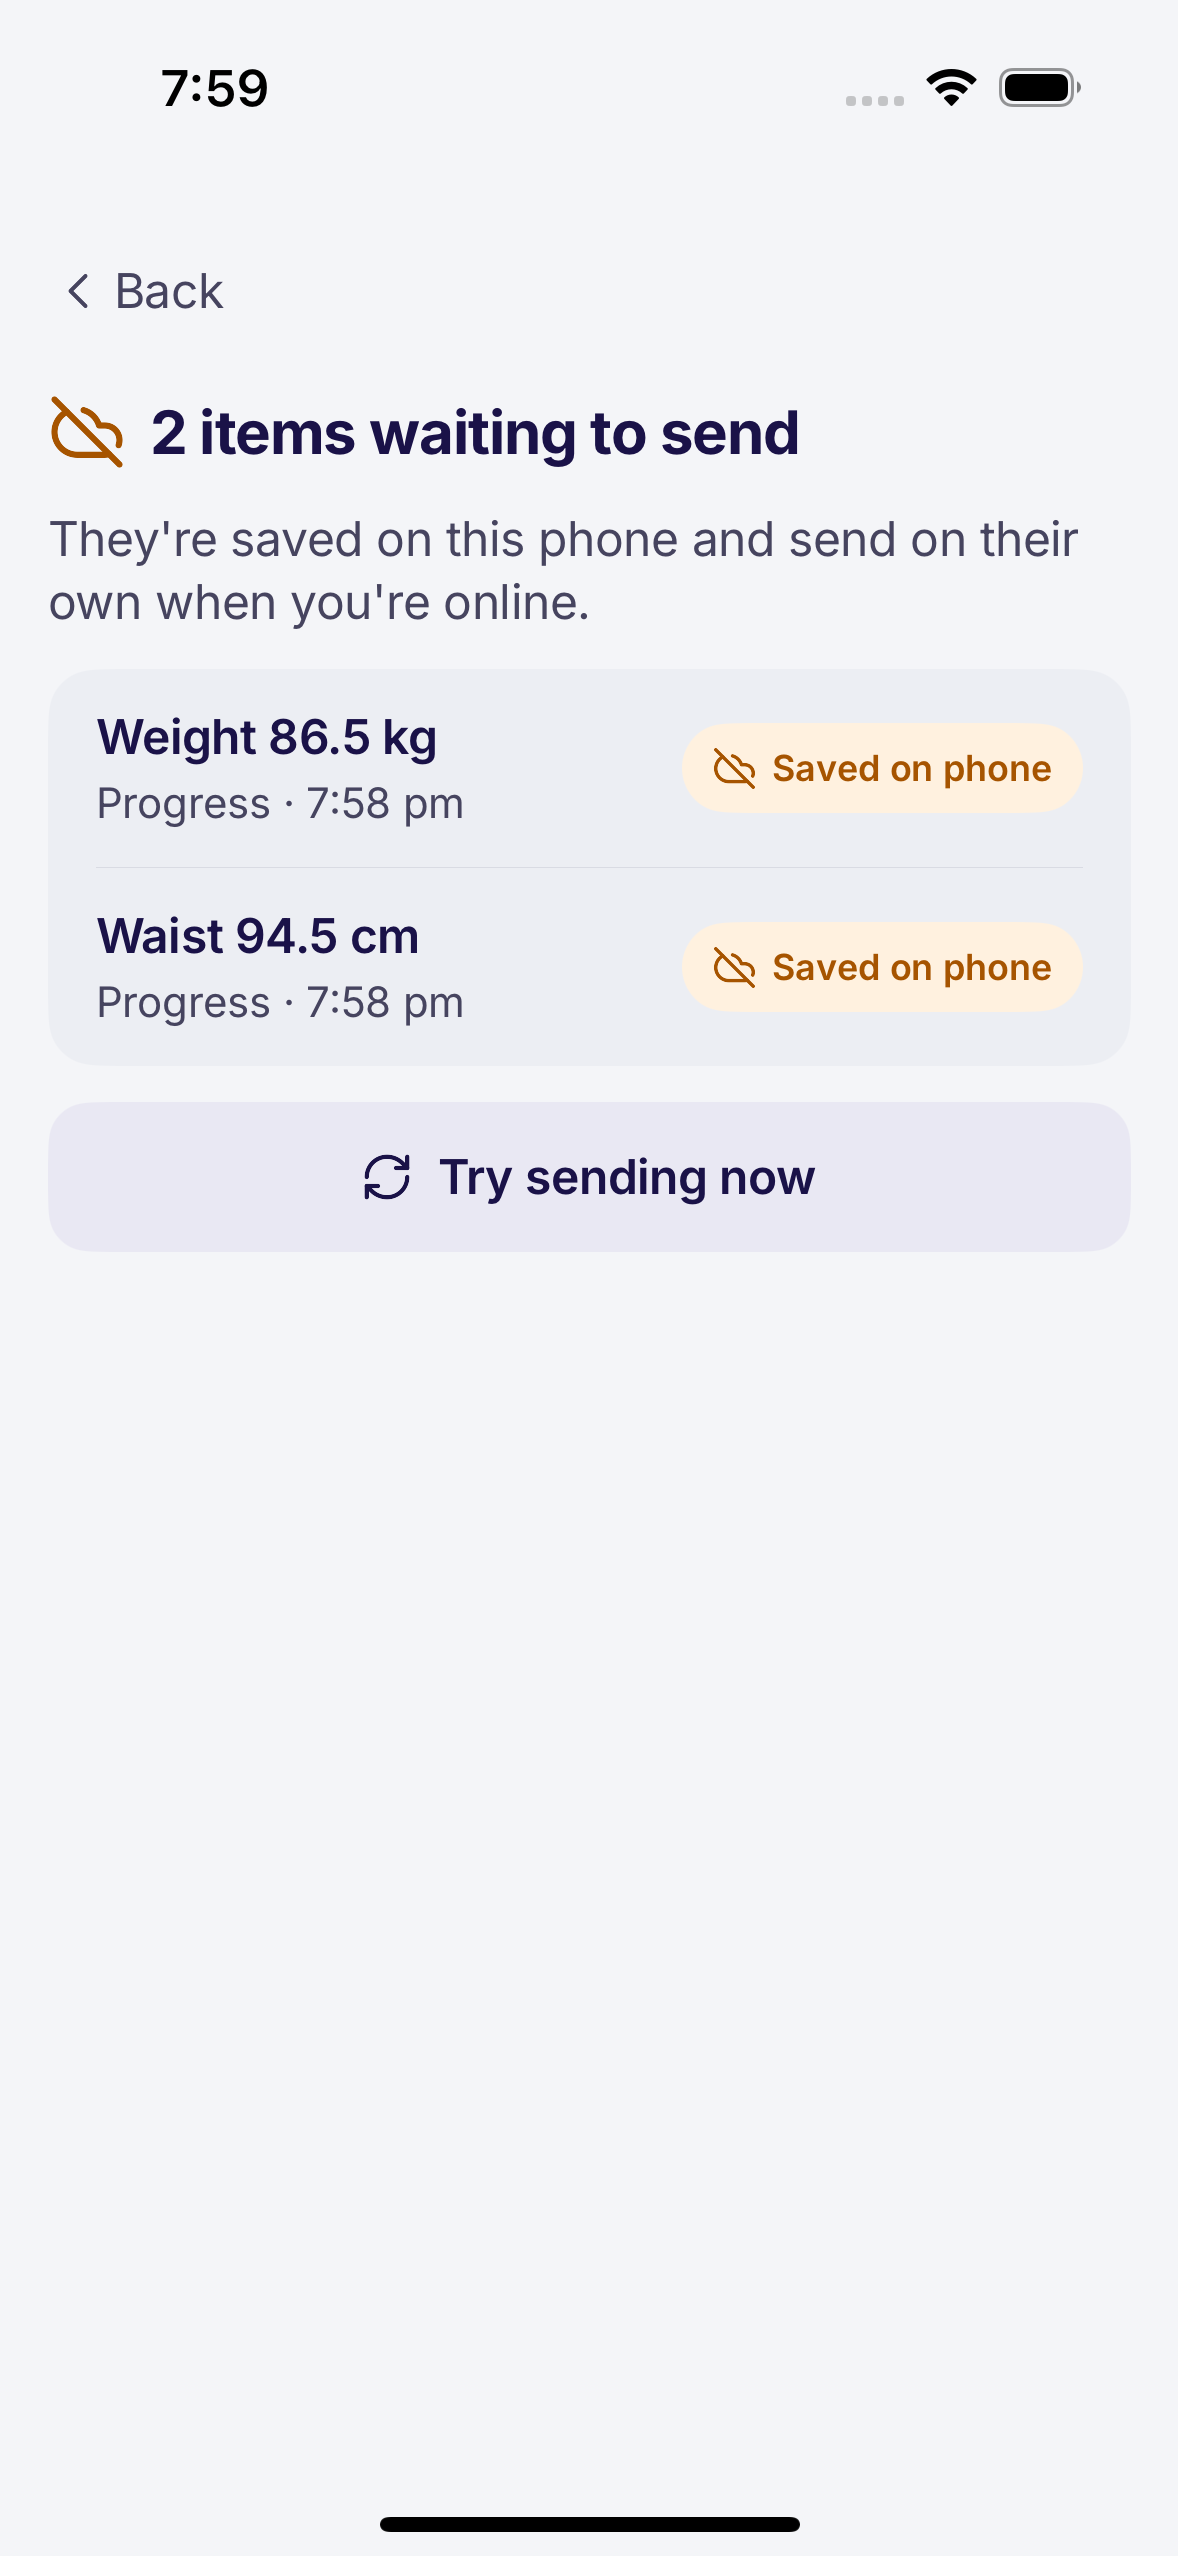 7:59
Back
2 items waiting to send
They're saved on this phone and send on their
own when you're online.
Weight 86.5 kg
Saved on phone
Progress · 7:58 pm
Waist 94.5 cm
Saved on phone
Progress · 7:58 pm
Try sending now